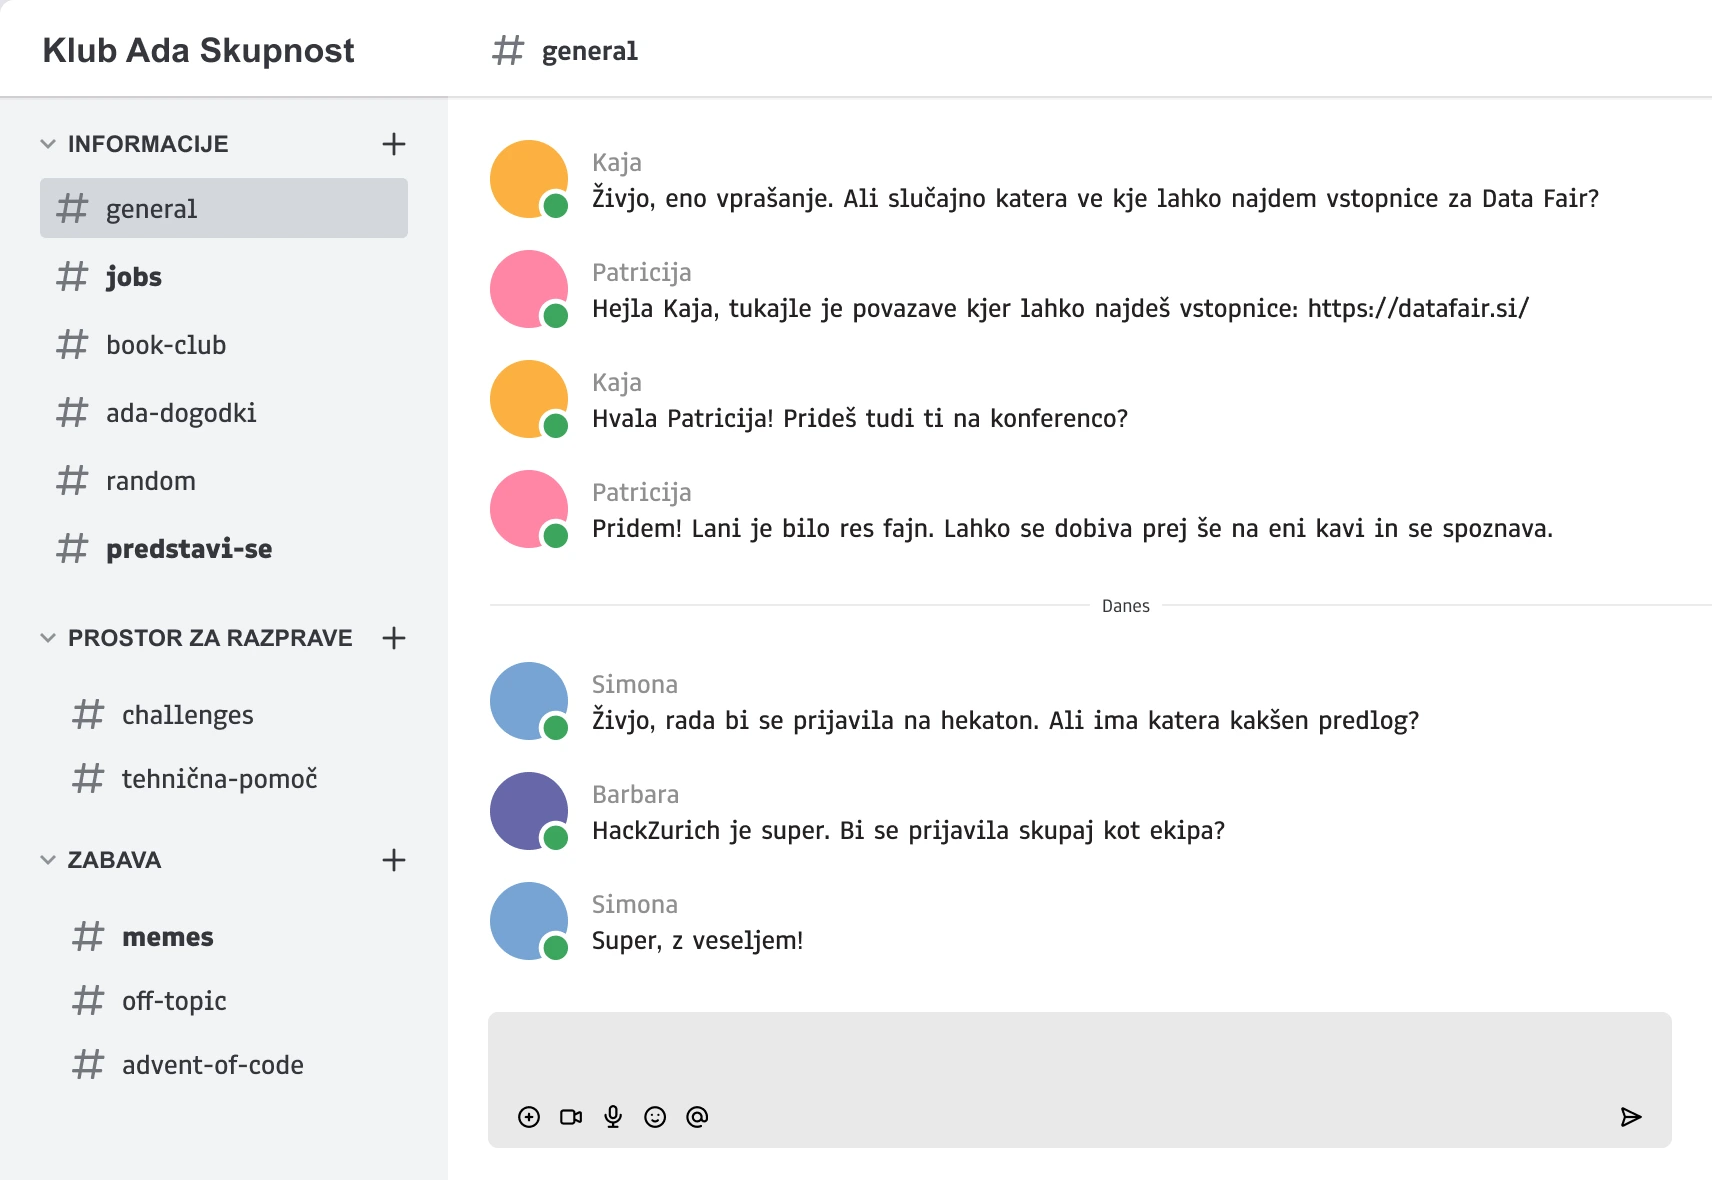 Klub Ada Skupnost
INFORMACIJE
# general
# jobs
# book-club
# ada-dogodki
# random
# predstavi-se
PROSTOR ZA RAZPRAVE
# challenges
# tehnična-pomoč
ZABAVA
# memes
# off-topic
# advent-of-code
# general
Kaja
Živjo, eno vprašanje. Ali slučajno katera ve kje lahko najdem vstopnice za Data Fair?
Patricija
Hejla Kaja, tukajle je povazave kjer lahko najdeš vstopnice: https://datafair.si/
Kaja
Hvala Patricija! Prideš tudi ti na konferenco?
Patricija
Pridem! Lani je bilo res fajn. Lahko se dobiva prej še na eni kavi in se spoznava.
Danes
Simona
Živjo, rada bi se prijavila na hekaton. Ali ima katera kakšen predlog?
Barbara
HackZurich je super. Bi se prijavila skupaj kot ekipa?
Simona
Super, z veseljem!